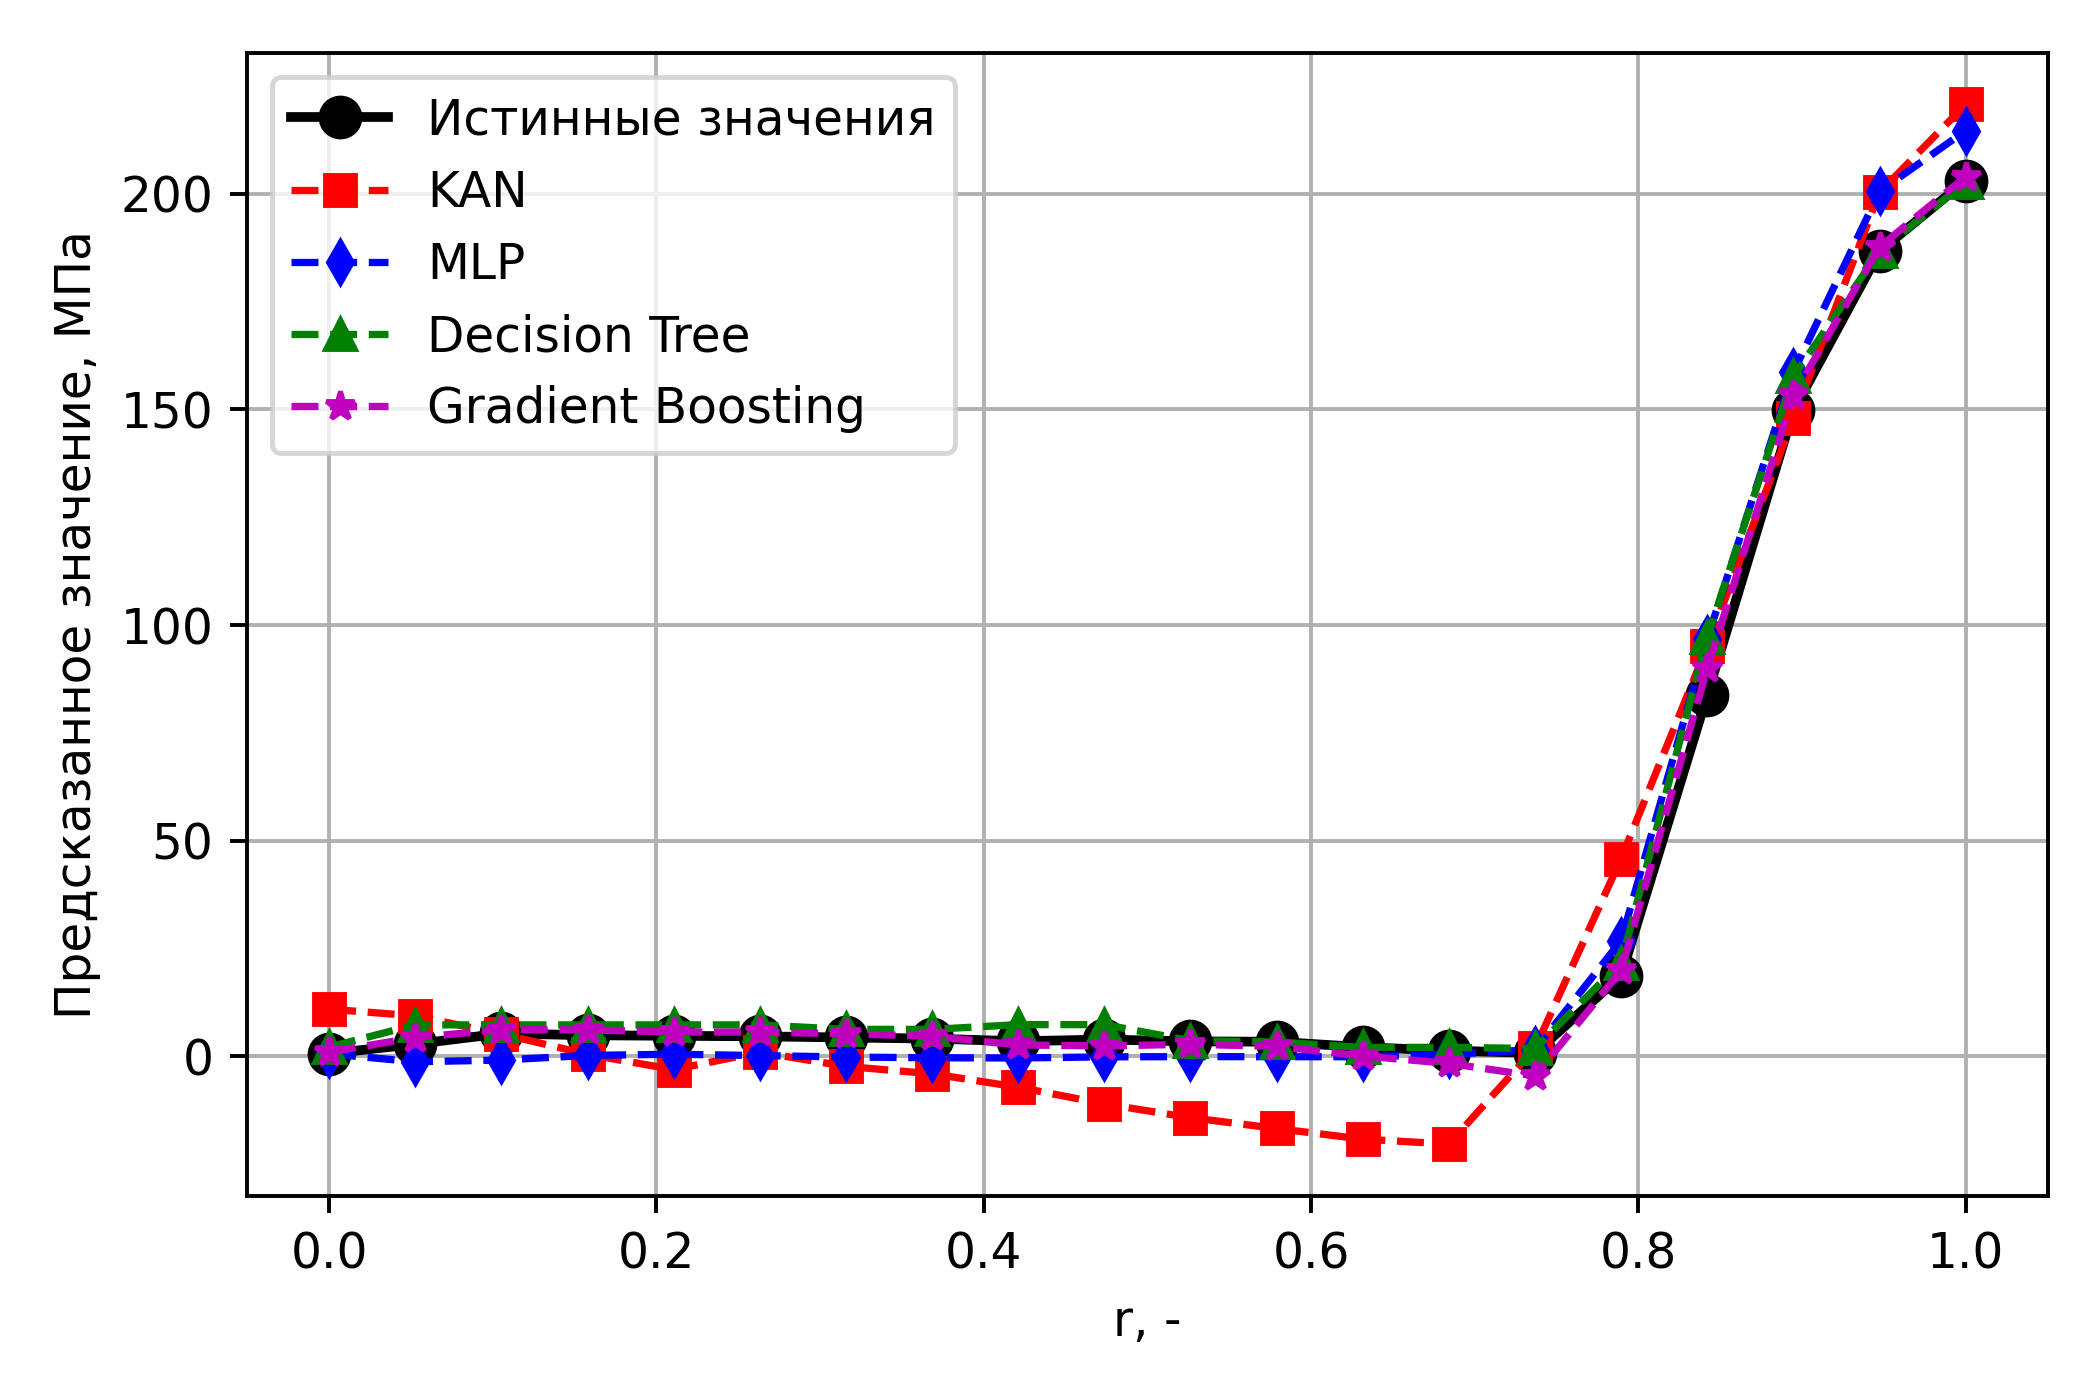 Истинные значения
KAN
MLP
Decision Tree
Gradient Boosting
Предсказанное значение, МПа
200
150
100
50
0
0.0 0.2 0.4 0.6 0.8 1.0
r, -